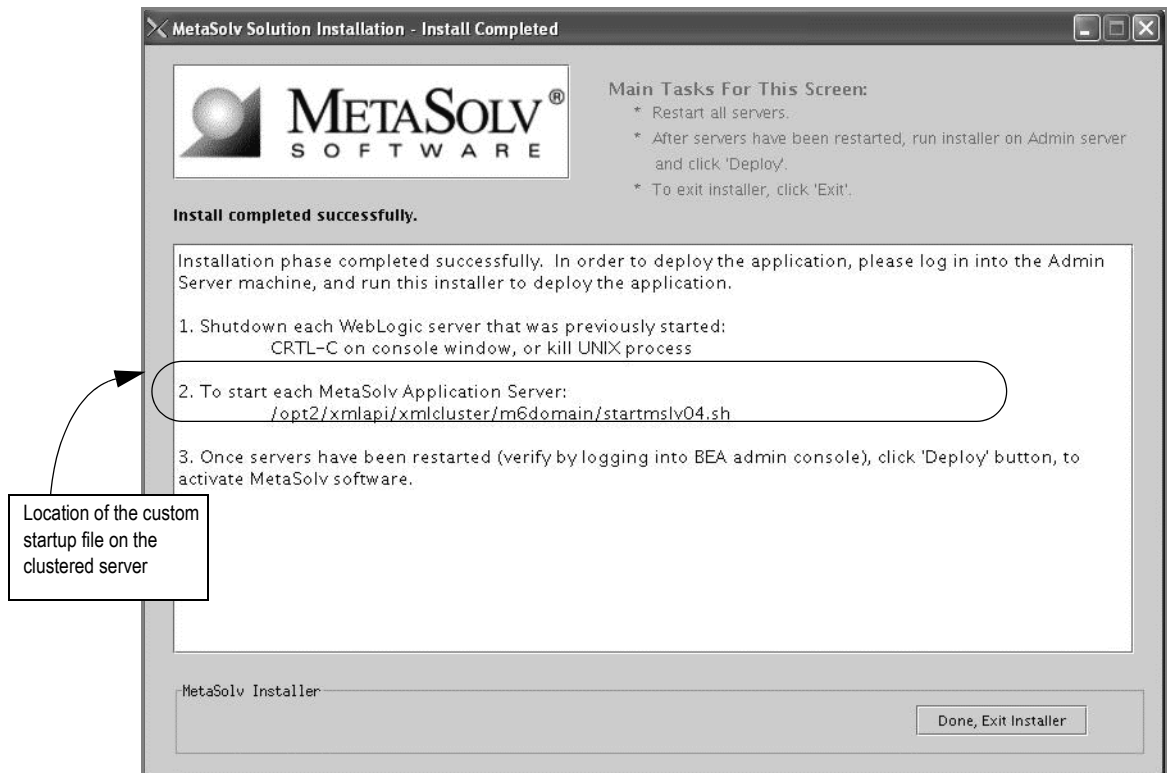 MetaSolv Solution Installation - Install Completed
METASOLV®
SOFTWARE
Main Tasks For This Screen:
* Restart all servers.
* After servers have been restarted, run installer on Admin server
and click 'Deploy'.
* To exit installer, click 'Exit'.
Install completed successfully.
Installation phase completed successfully. In order to deploy the application, please log in into the Admin
Server machine, and run this installer to deploy the application.
1. Shutdown each WebLogic server that was previously started:
CRTL-C on console window, or kill UNIX process
2. To start each MetaSolv Application Server:
/opt2/xmlapi/xmlcluster/m6domain/startmslv04.sh
3. Once servers have been restarted (verify by logging into BEA admin console), click 'Deploy' button, to
activate MetaSolv software.
Location of the custom
startup file on the
clustered server
MetaSolv Installer
Done, Exit Installer